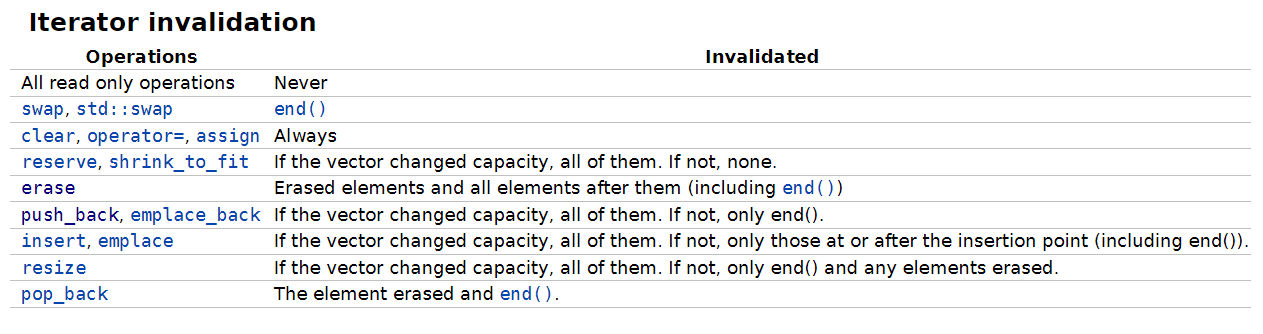 Iterator invalidation
Operations Invalidated
All read only operations Never
swap, std::swap end()
clear, operator=, assign Always
reserve, shrink_to_fit If the vector changed capacity, all of them. If not, none.
erase Erased elements and all elements after them (including end())
push_back, emplace_back If the vector changed capacity, all of them. If not, only end().
insert, emplace If the vector changed capacity, all of them. If not, only those at or after the insertion point (including end()).
resize If the vector changed capacity, all of them. If not, only end() and any elements erased.
pop_back The element erased and end().